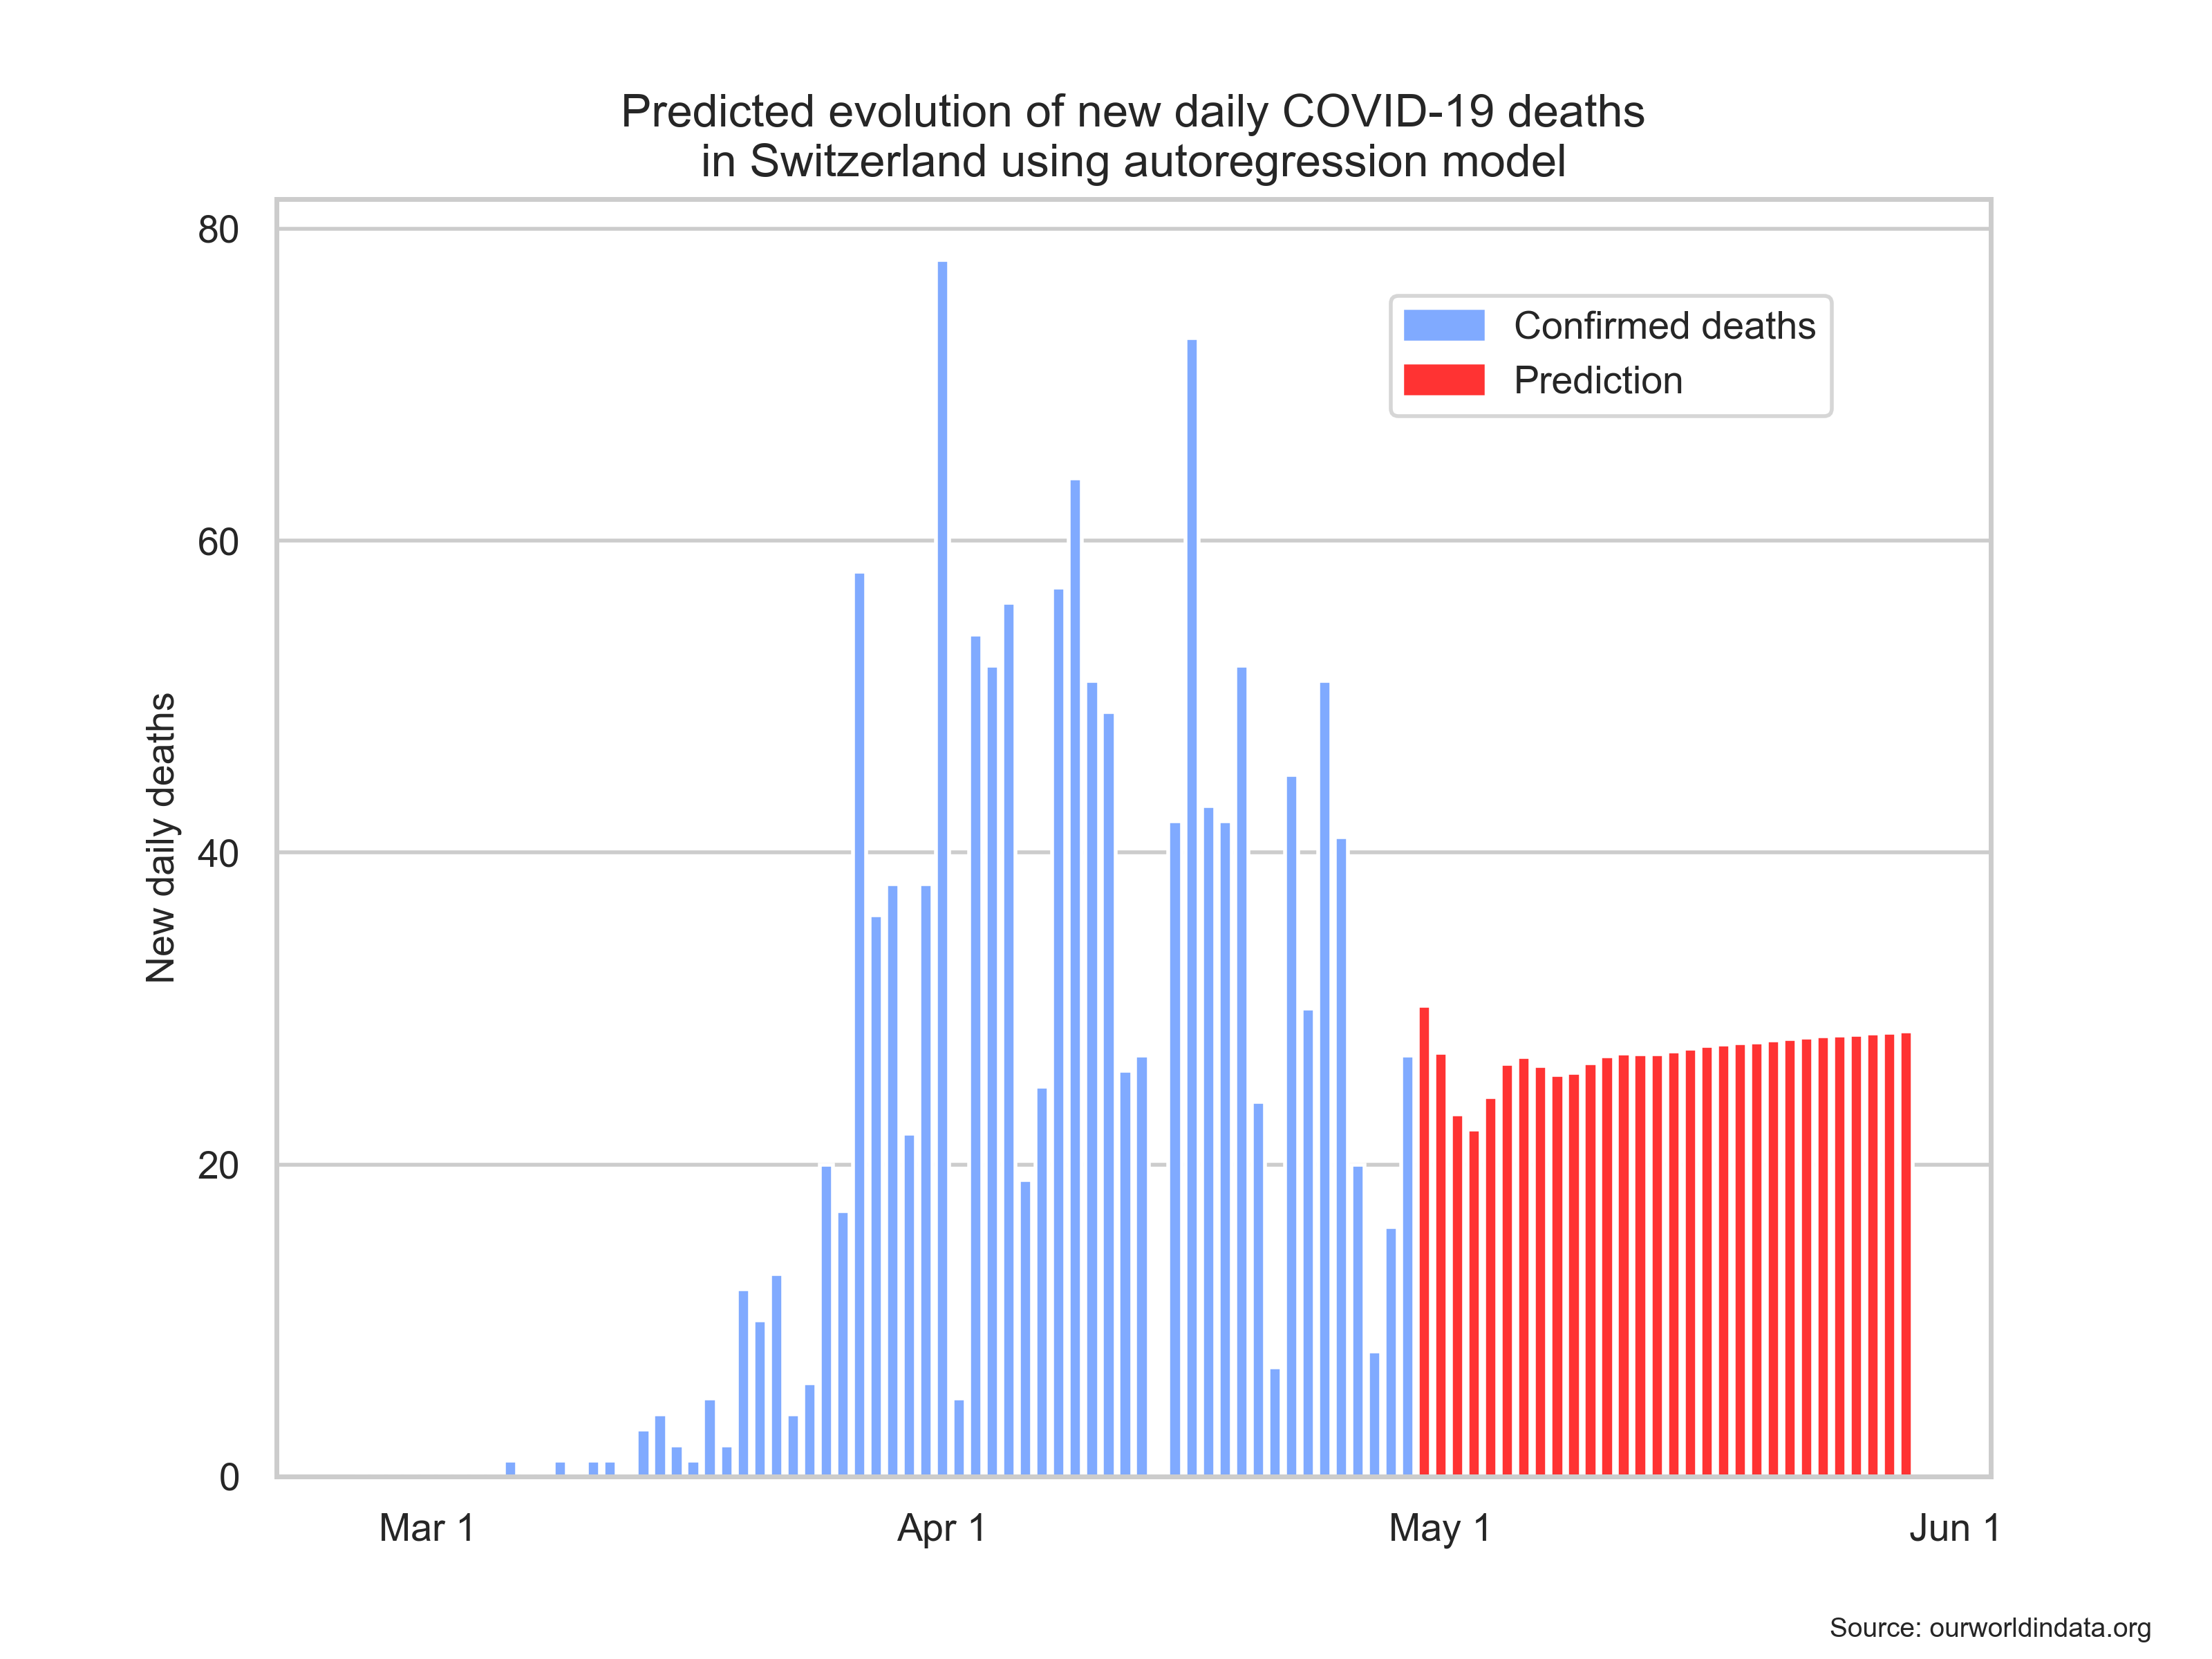 Predicted evolution of new daily COVID-19 deaths
in Switzerland using autoregression model
80
60
40
20
0
New daily deaths
Confirmed deaths
Prediction
Mar 1
Apr 1
May 1
Jun 1
Source: ourworldindata.org